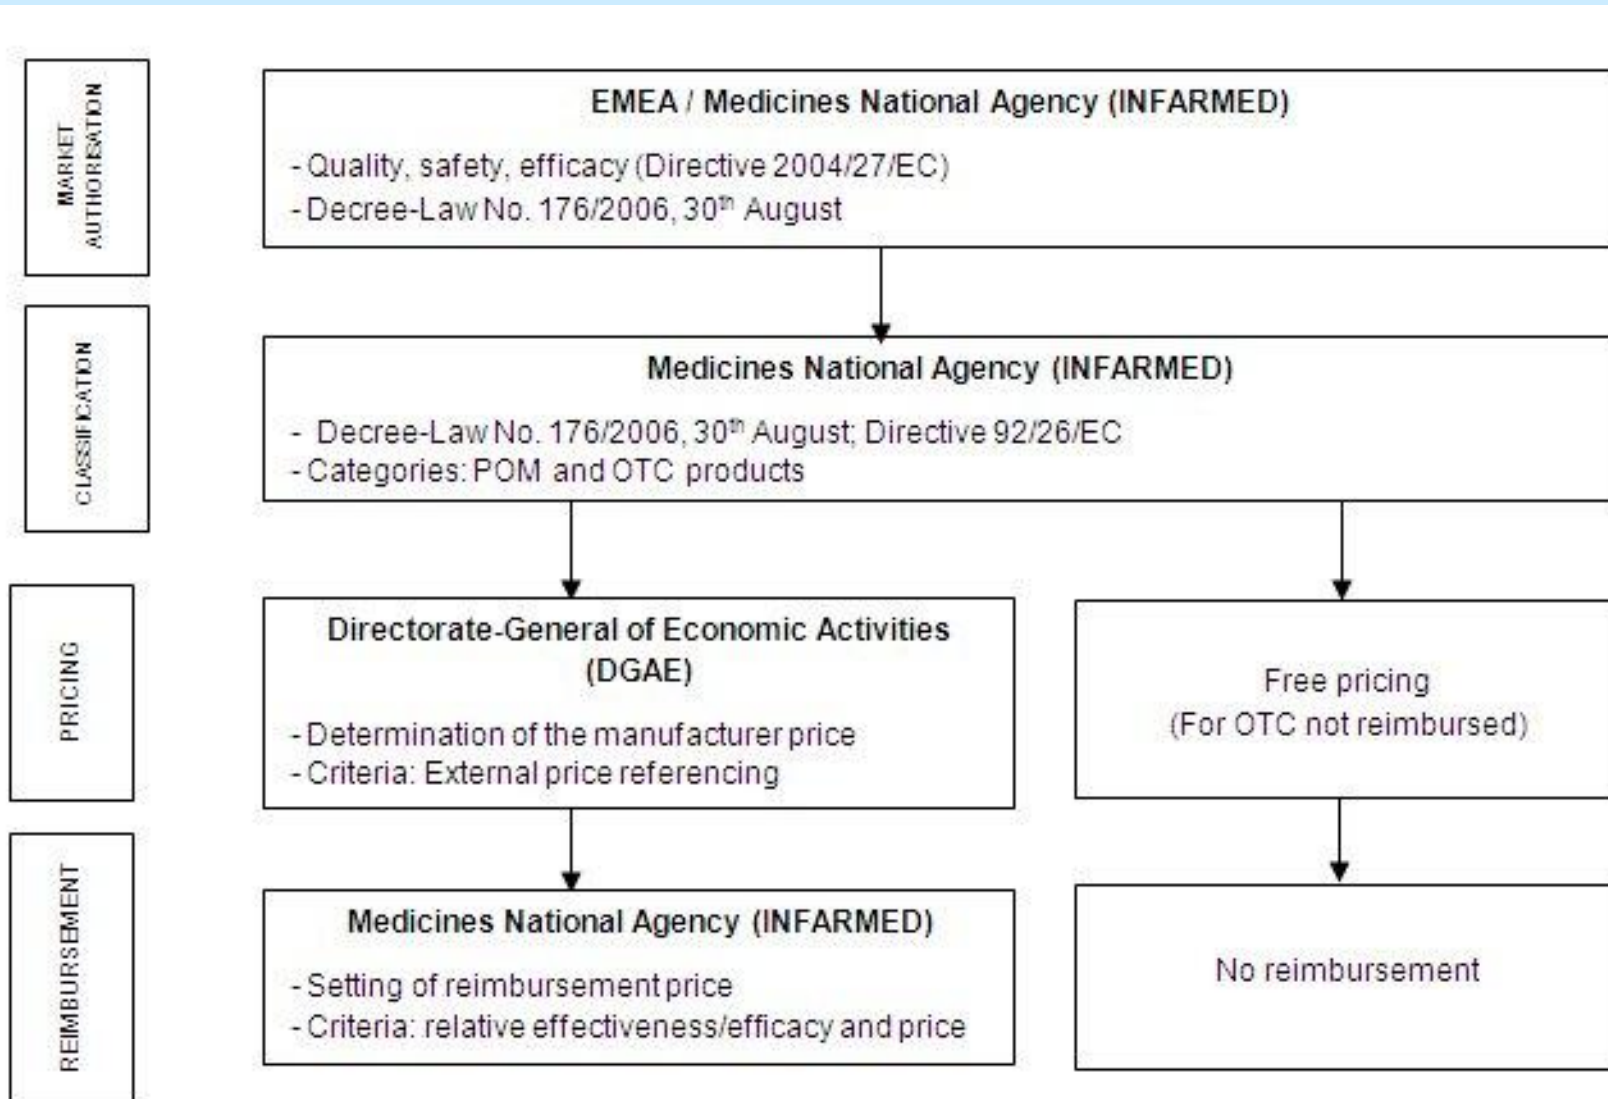 MARKET
AUTHORISATION
EMEA / Medicines National Agency (INFARMED)
- Quality, safety, efficacy (Directive 2004/27/EC)
- Decree-Law No. 176/2006, 30th August
CLASSIFICATION
Medicines National Agency (INFARMED)
- Decree-Law No. 176/2006, 30th August; Directive 92/26/EC
- Categories: POM and OTC products
PRICING
Directorate-General of Economic Activities
(DGAE)
- Determination of the manufacturer price
- Criteria: External price referencing
Free pricing
(For OTC not reimbursed)
REIMBURSEMENT
Medicines National Agency (INFARMED)
- Setting of reimbursement price
- Criteria: relative effectiveness/efficacy and price
No reimbursement